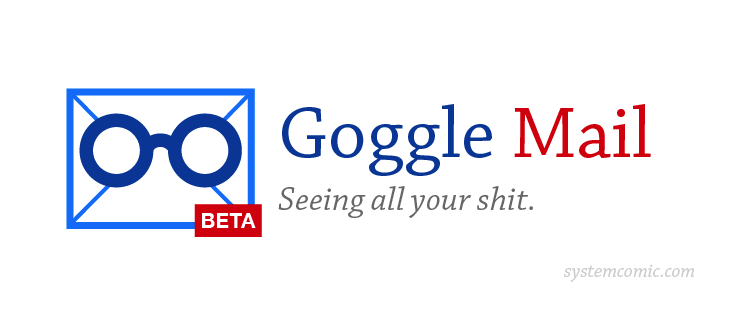 Goggle Mail
Seeing all your shit.
BETA
systemcomic.com